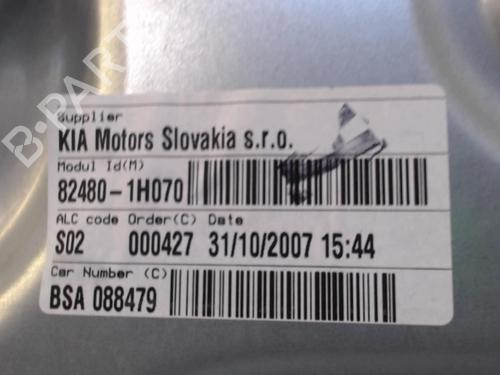 Supplier
KIA Motors Slovakia s.r.o.
Modul Id(M)
82480-1H070
ALC code Order(C) Date
S02 000427 31/10/2007 15:44
Car Number (C)
BSA 088479
B-PARTS